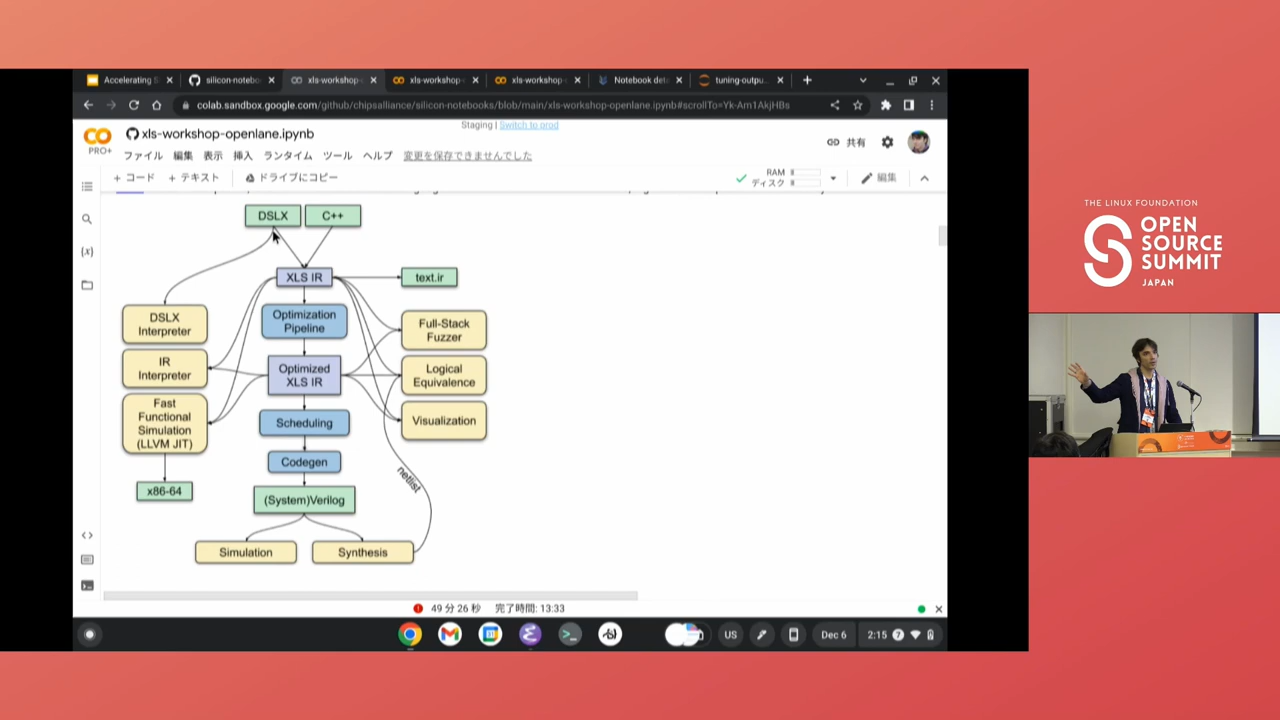 Accelerating S
silicon-notebo
xls-workshop-
xls-workshop-
xls-workshop-
Notebook deta
tuning-outpu
colab.sandbox.google.com/github/chipsalliance/silicon-notebooks/blob/main/xls-workshop-openlane.ipynb#scrollTo=Yk-Am1AkjHBs
Staging | Switch to prod
PRO+
xls-workshop-openlane.ipynb
共有
ファイル 編集 表示 挿入 ランタイム ツール ヘルプ 変更を保存できませんでした
+ コード + テキスト ドライブにコピー
RAM
ディスク
編集
DSLX
C++
XLS IR
text.ir
DSLX
Interpreter
Optimization
Pipeline
Full-Stack
Fuzzer
IR
Interpreter
Optimized
XLS IR
Logical
Equivalence
Fast
Functional
Simulation
(LLVM JIT)
Scheduling
Visualization
Codegen
netlist
x86-64
(System)Verilog
Simulation
Synthesis
49 分 26 秒 完了時間: 13:33
US
Dec 6
2:15
THE LINUX FOUNDATION
OPEN
SOURCE
SUMMIT
JAPAN